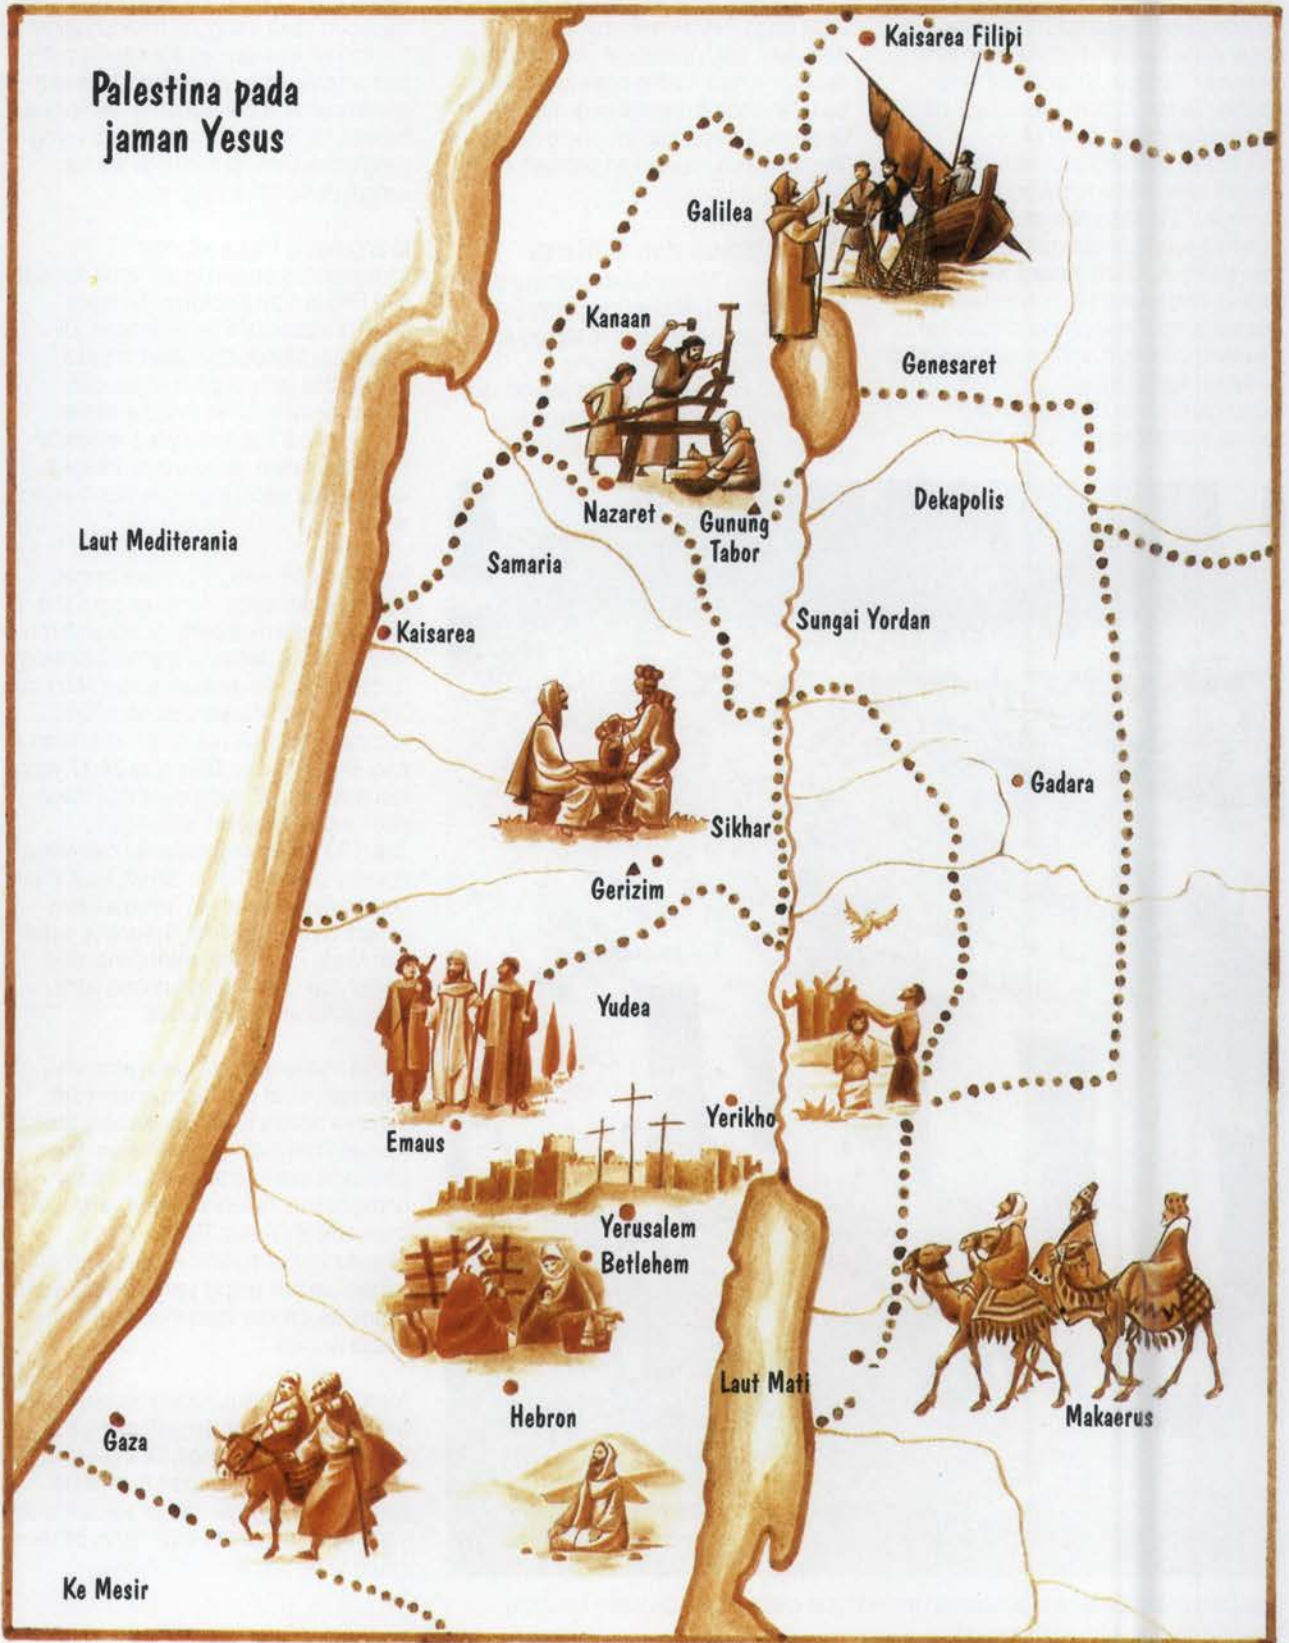 Palestina pada
jaman Yesus
Kaisarea Filipi
Galilea
Kanaan
Genesaret
Nazaret
Gunung
Tabor
Dekapolis
Laut Mediterania
Samaria
Sungai Yordan
Kaisarea
Gadara
Sikhar
Gerizim
Yudea
Yerikho
Emaus
Yerusalem
Betlehem
Laut Mati
Hebron
Makaerus
Gaza
Ke Mesir